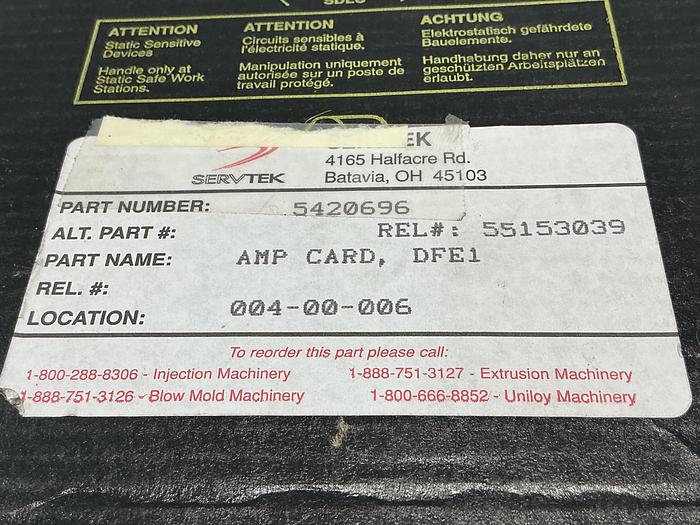 ATTENTION
Static Sensitive
Devices
Handle only at
Static Safe Work
Stations.
ATTENTION
Circuits sensibles à
l'électricité statique.
Manipulation uniquement
autorisée sur un poste de
travail protégé.
ACHTUNG
Elektrostatisch gefährdete
Bauelemente.
Handhabung daher nur an
geschützten Arbeitsplätzen
erlaubt.
SERVTEK
4165 Halfacre Rd.
Batavia, OH 45103
PART NUMBER: 5420696
ALT. PART #: REL#: 55153039
PART NAME: AMP CARD, DFE1
REL. #:
LOCATION: 004-00-006
To reorder this part please call:
1-800-288-8306 - Injection Machinery 1-888-751-3127 - Extrusion Machinery
1-888-751-3126 - Blow Mold Machinery 1-800-666-8852 - Uniloy Machinery